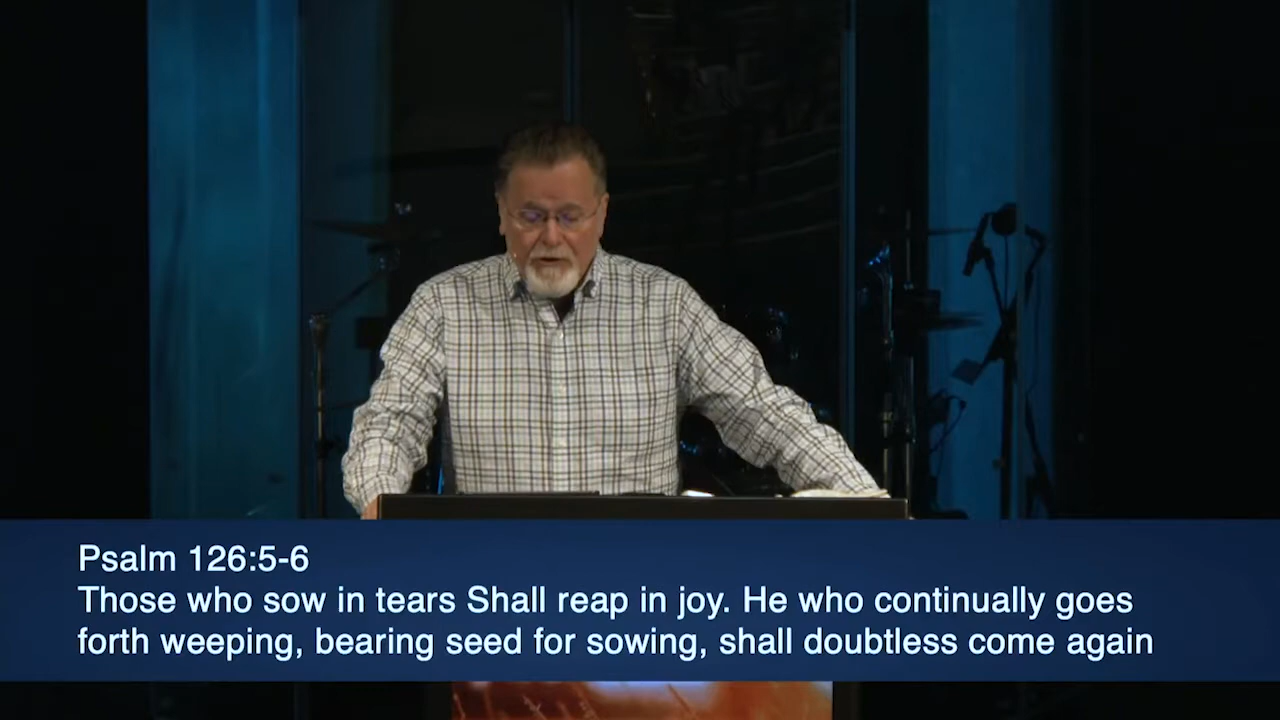 Psalm 126:5-6
Those who sow in tears Shall reap in joy. He who continually goes
forth weeping, bearing seed for sowing, shall doubtless come again